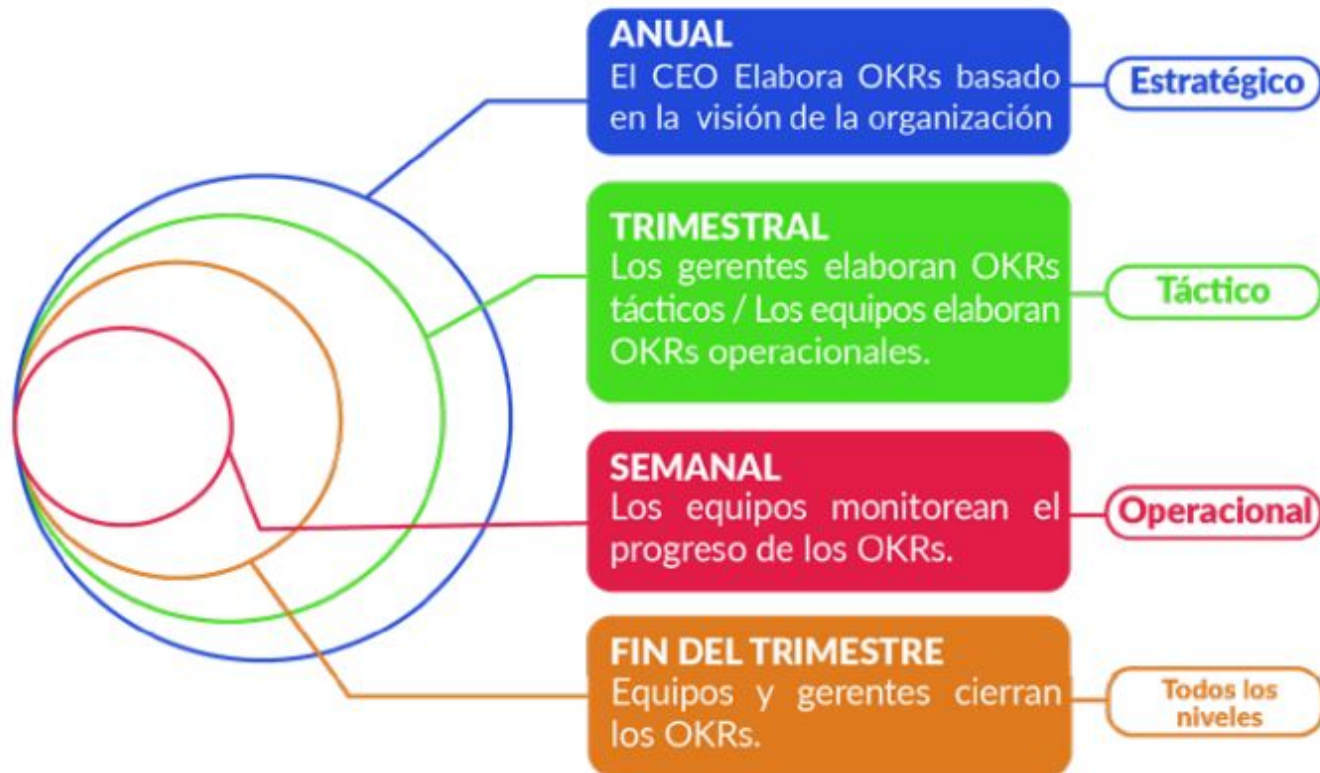 ANUAL
El CEO Elabora OKRs basado
en la visión de la organización
Estratégico
TRIMESTRAL
Los gerentes elaboran OKRs
tácticos / Los equipos elaboran
OKRs operacionales.
Táctico
SEMANAL
Los equipos monitorean el
progreso de los OKRs.
Operacional
FIN DEL TRIMESTRE
Equipos y gerentes cierran
los OKRs.
Todos los
niveles